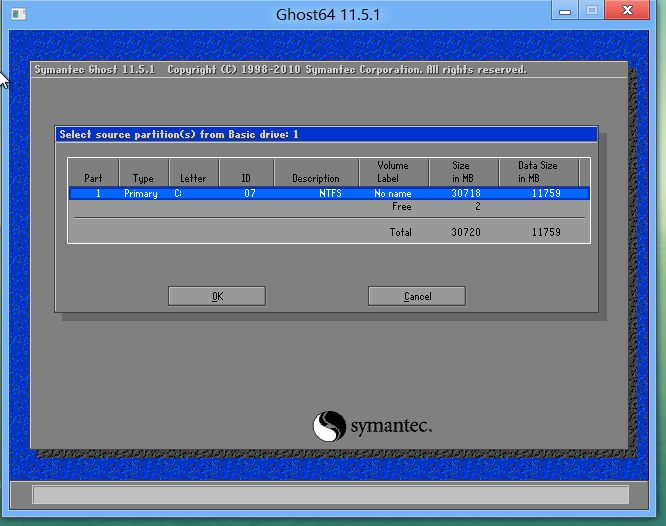 Ghost64 11.5.1
Symantec Ghost 11.5.1 Copyright (C) 1998-2010 Symantec Corporation. All rights reserved.
Select source partition(s) from Basic drive: 1
Part Type Letter ID Description Volume Label Size in MB Data Size in MB
1 Primary C: 07 NTFS No name 30718 11759
Free 2
Total 30720 11759
OK Cancel
symantec.